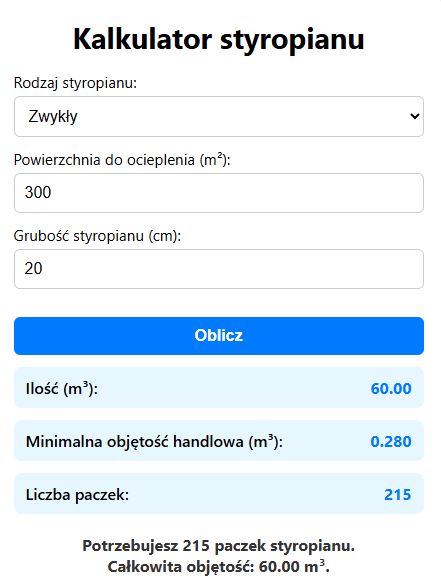 Kalkulator styropianu
Rodzaj styropianu:
Zwykły
Powierzchnia do ocieplenia (m²):
300
Grubość styropianu (cm):
20
Oblicz
Ilość (m³): 60.00
Minimalna objętość handlowa (m³): 0.280
Liczba paczek: 215
Potrzebujesz 215 paczek styropianu.
Całkowita objętość: 60.00 m³.